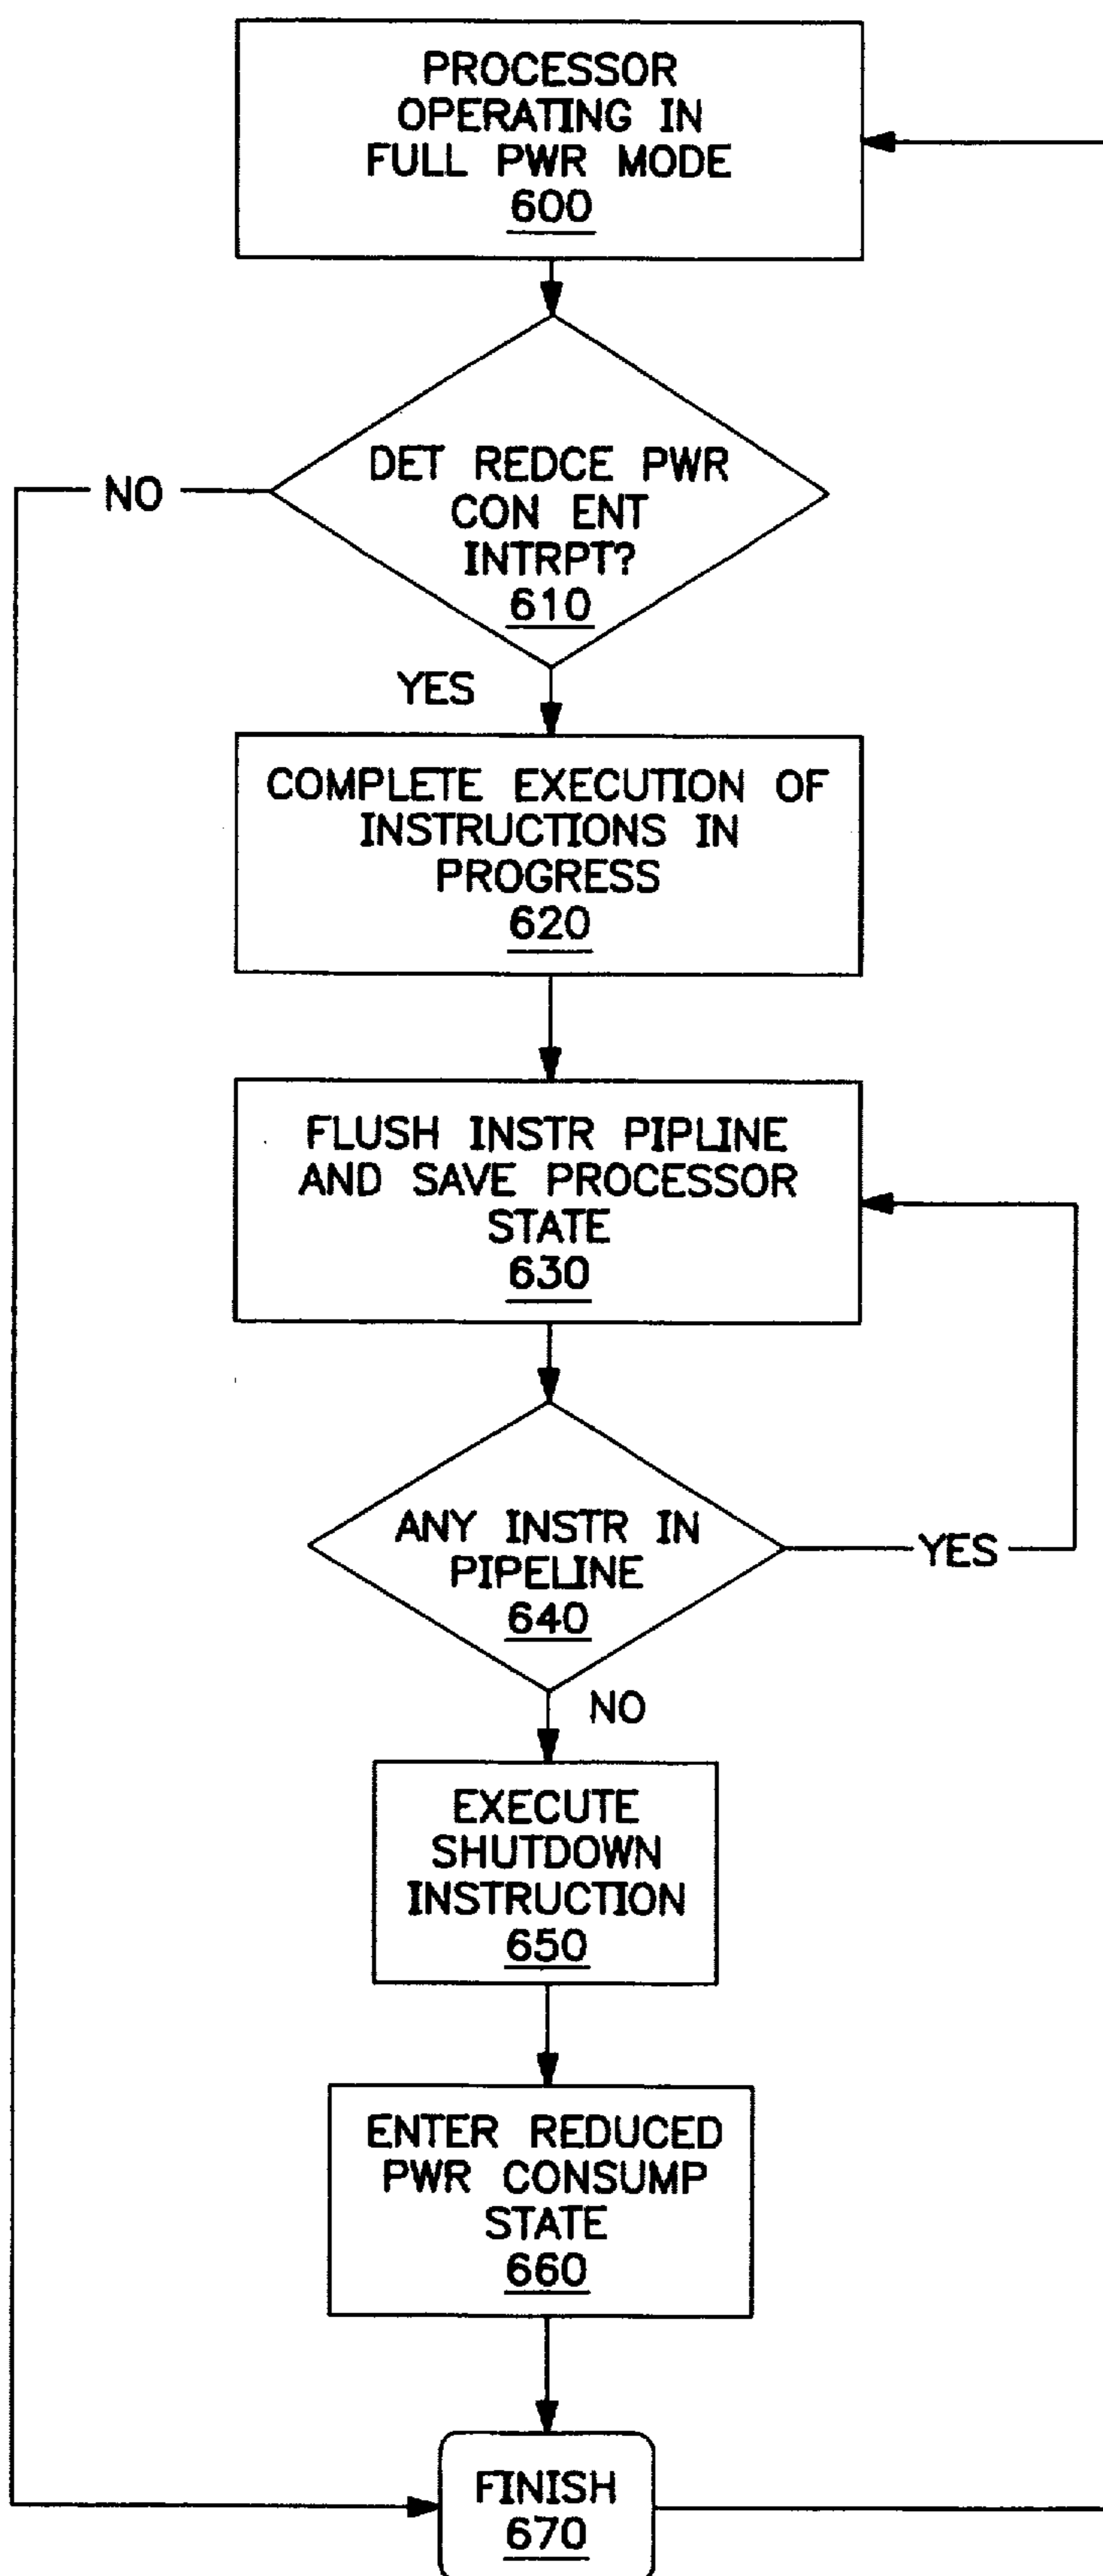 PROCESSOR
OPERATING IN
FULL PWR MODE
600
DET REDCE PWR
CON ENT
INTRPT?
610
NO
YES
COMPLETE EXECUTION OF
INSTRUCTIONS IN
PROGRESS
620
FLUSH INSTR PIPLINE
AND SAVE PROCESSOR
STATE
630
ANY INSTR IN
PIPELINE
640
YES
NO
EXECUTE
SHUTDOWN
INSTRUCTION
650
ENTER REDUCED
PWR CONSUMP
STATE
660
FINISH
670